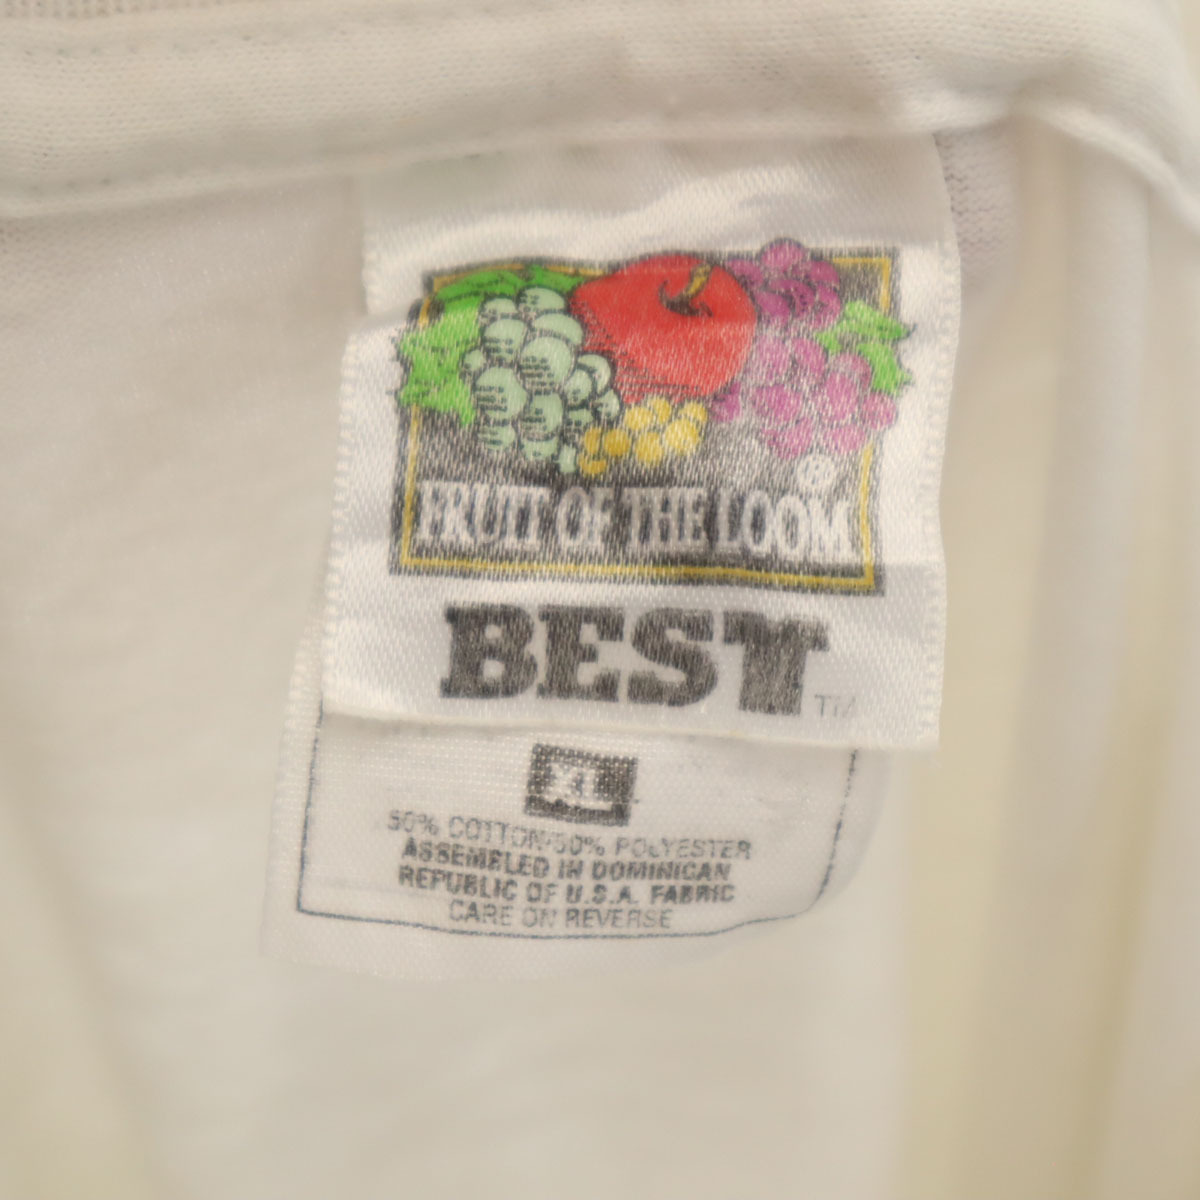 ®
FRUIT OF THE LOOM
BEST
TM
XL
50% COTTON/50% POLYESTER
ASSEMBLED IN DOMINICAN
REPUBLIC OF U.S.A. FABRIC
CARE ON REVERSE